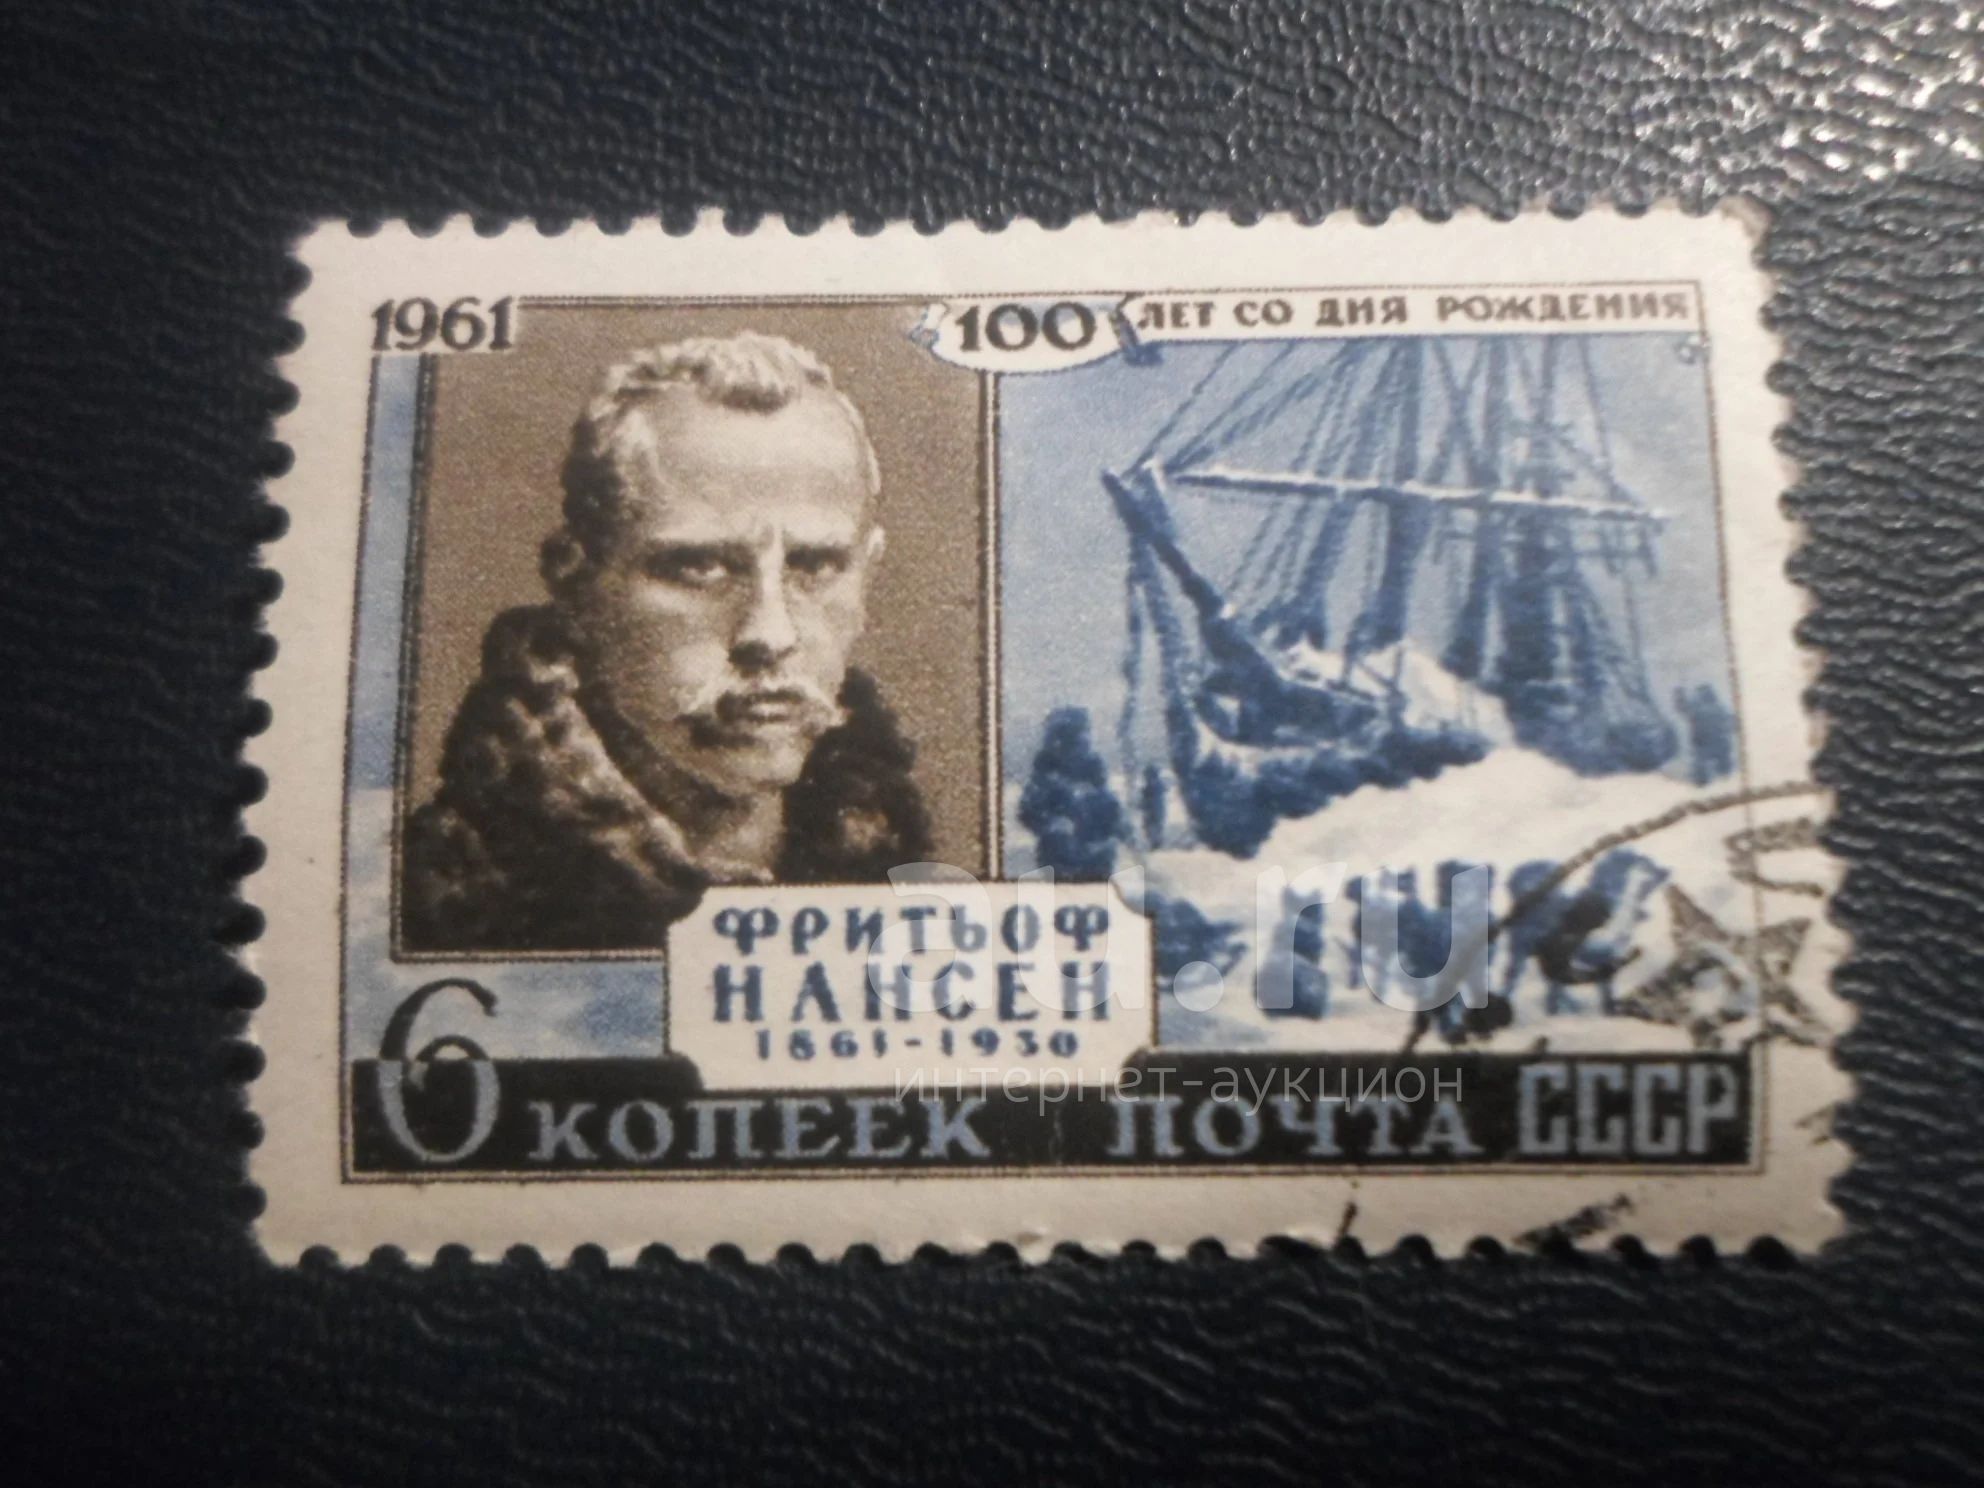 1961
100 ЛЕТ СО ДНЯ РОЖДЕНИЯ
ФРИТЬОФ
НАНСЕН
1861-1930
6 КОПЕЕК ПОЧТА СССР
au.ru
интернет-аукцион